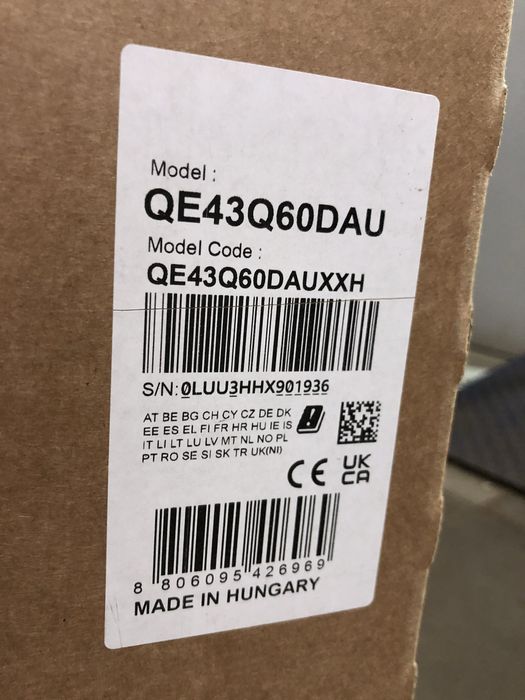 Model :
QE43Q60DAU
Model Code :
QE43Q60DAUXXH
S/N:0LUU3HHX901936
AT BE BG CH CY CZ DE DK
EE ES EL FI FR HR HU IE IS
IT LI LT LU LV MT NL NO PL
PT RO SE SI SK TR UK(NI)
CE
UK
CA
8 806095 426969
MADE IN HUNGARY